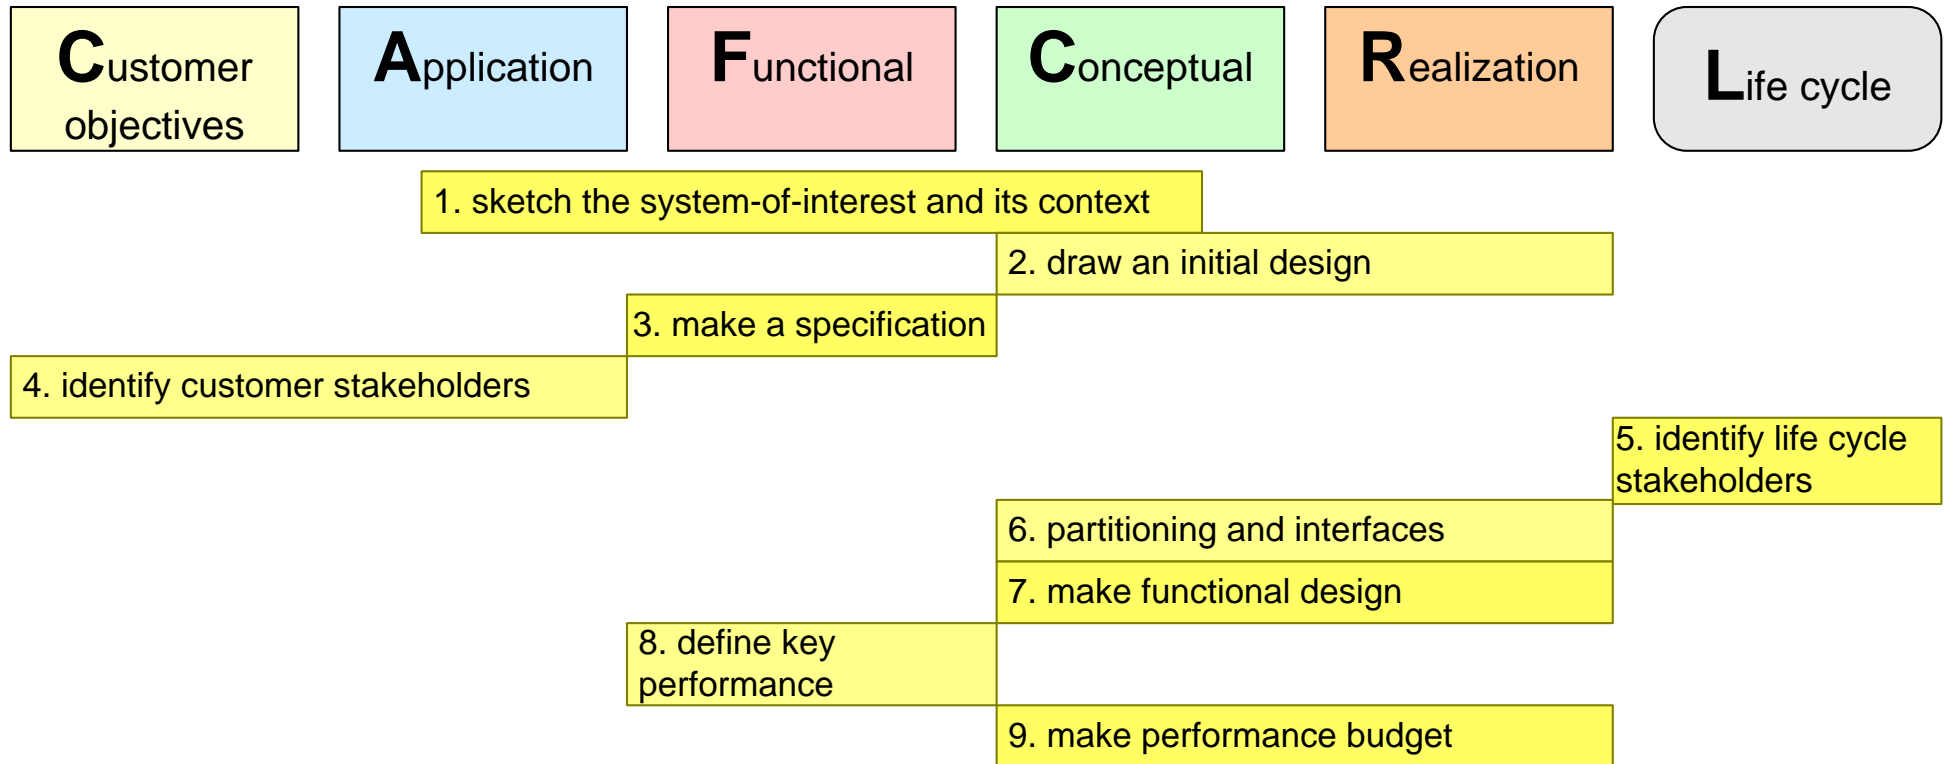 Customer
objectives
Application
Functional
Conceptual
Realization
Life cycle
1. sketch the system-of-interest and its context
2. draw an initial design
3. make a specification
4. identify customer stakeholders
5. identify life cycle
stakeholders
6. partitioning and interfaces
7. make functional design
8. define key
performance
9. make performance budget